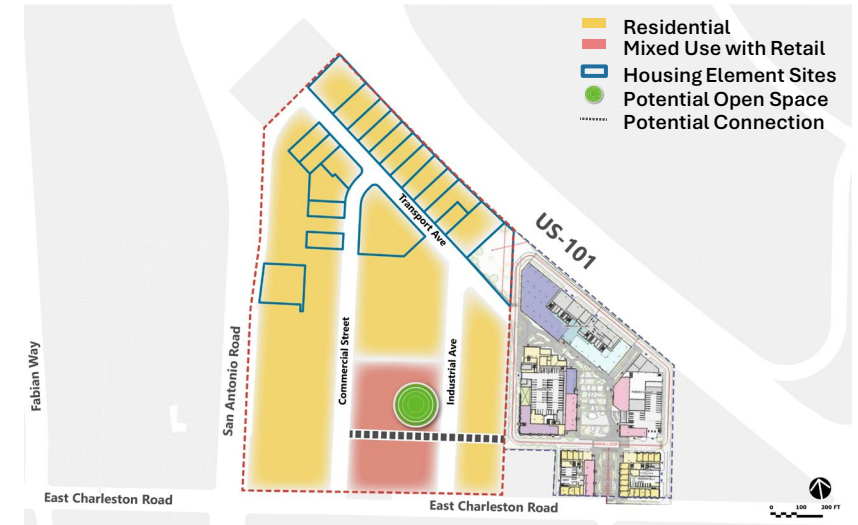 Residential
Mixed Use with Retail
Housing Element Sites
Potential Open Space
Potential Connection
US-101
Transport Ave
Commercial Street
Industrial Ave
San Antonio Road
Fabian Way
East Charleston Road
East Charleston Road
0 100 200 FT